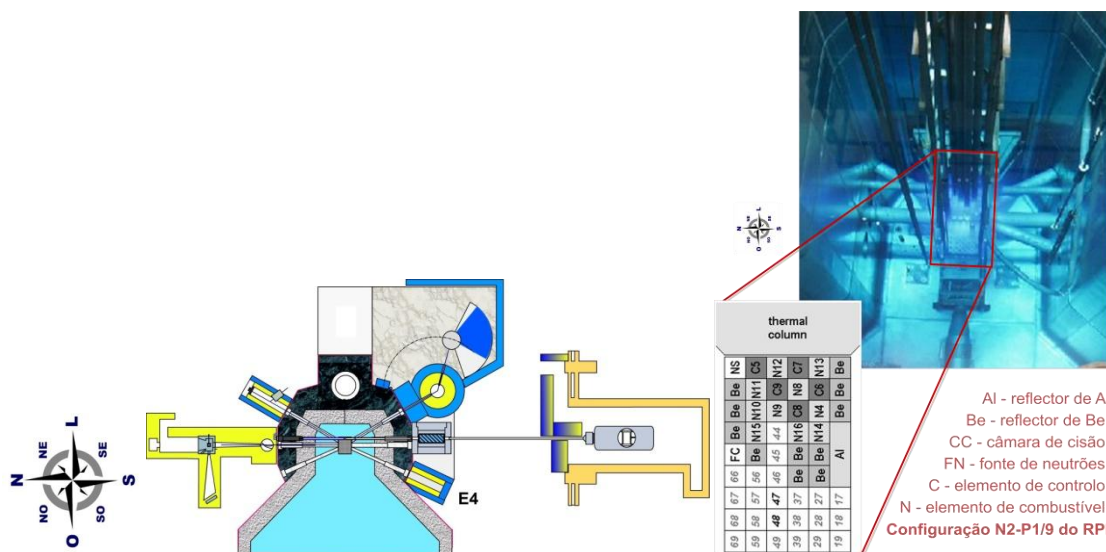 L
NE
SE
N
S
NO
SO
O
E4
L
N
S
O
thermal
column
NS C5 N12 C7 N13 Be
Be N11 C9 N8 C6 Be
Be N10 N9 C8 N4 Be
Be N15 44 N16 N14
FC Be 45 Be Be Al
66 56 46 Be Be
67 57 47 37 27 17
68 58 48 38 28 18
69 59 49 39 29 19
Al - reflector de A
Be - reflector de Be
CC - câmara de cisão
FN - fonte de neutrões
C - elemento de controlo
N - elemento de combustível
Configuração N2-P1/9 do RP